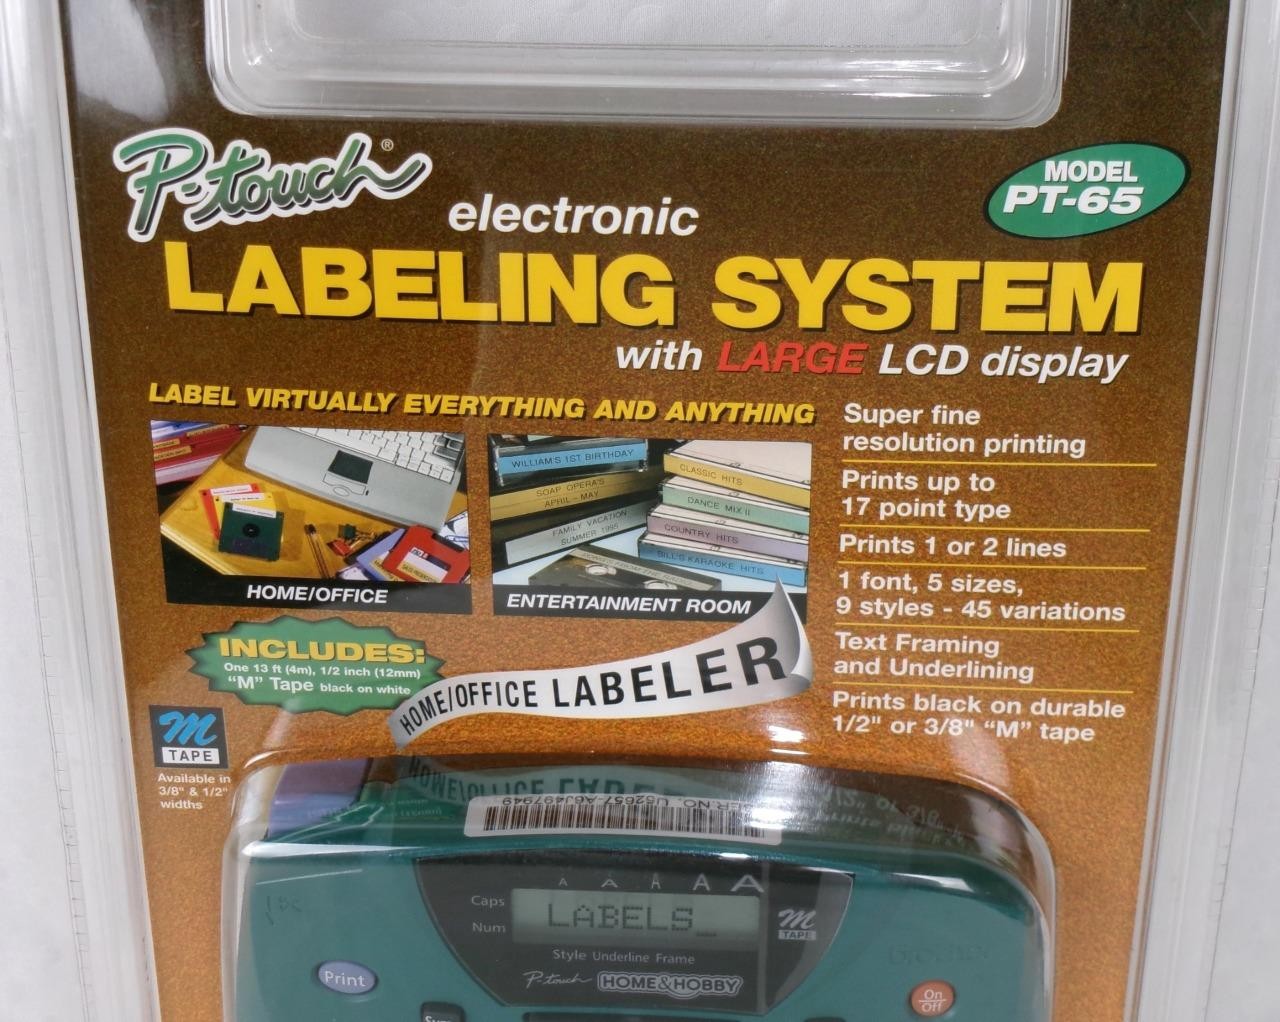 P-touch®
MODEL
PT-65
electronic
LABELING SYSTEM
with LARGE LCD display
LABEL VIRTUALLY EVERYTHING AND ANYTHING
WILLIAM'S 1ST BIRTHDAY
SOAP OPERA'S
APRIL - MAY
FAMILY VACATION
SUMMER 1995
CLASSIC HITS
DANCE MIX II
COUNTRY HITS
BILL'S KARAOKE HITS
HOME/OFFICE
ENTERTAINMENT ROOM
Super fine
resolution printing
Prints up to
17 point type
Prints 1 or 2 lines
1 font, 5 sizes,
9 styles - 45 variations
Text Framing
and Underlining
Prints black on durable
1/2" or 3/8" “M” tape
INCLUDES:
One 13 ft (4m), 1/2 inch (12mm)
“M” Tape black on white
HOME/OFFICE LABELER
M
TAPE
Available in
3/8" & 1/2"
widths
SER NO. U52657-A6J497949
A A A A A
Caps
Num
LABELS_
M
TAPE
Style Underline Frame
P-touch HOME&HOBBY
brother
Print
On
Off